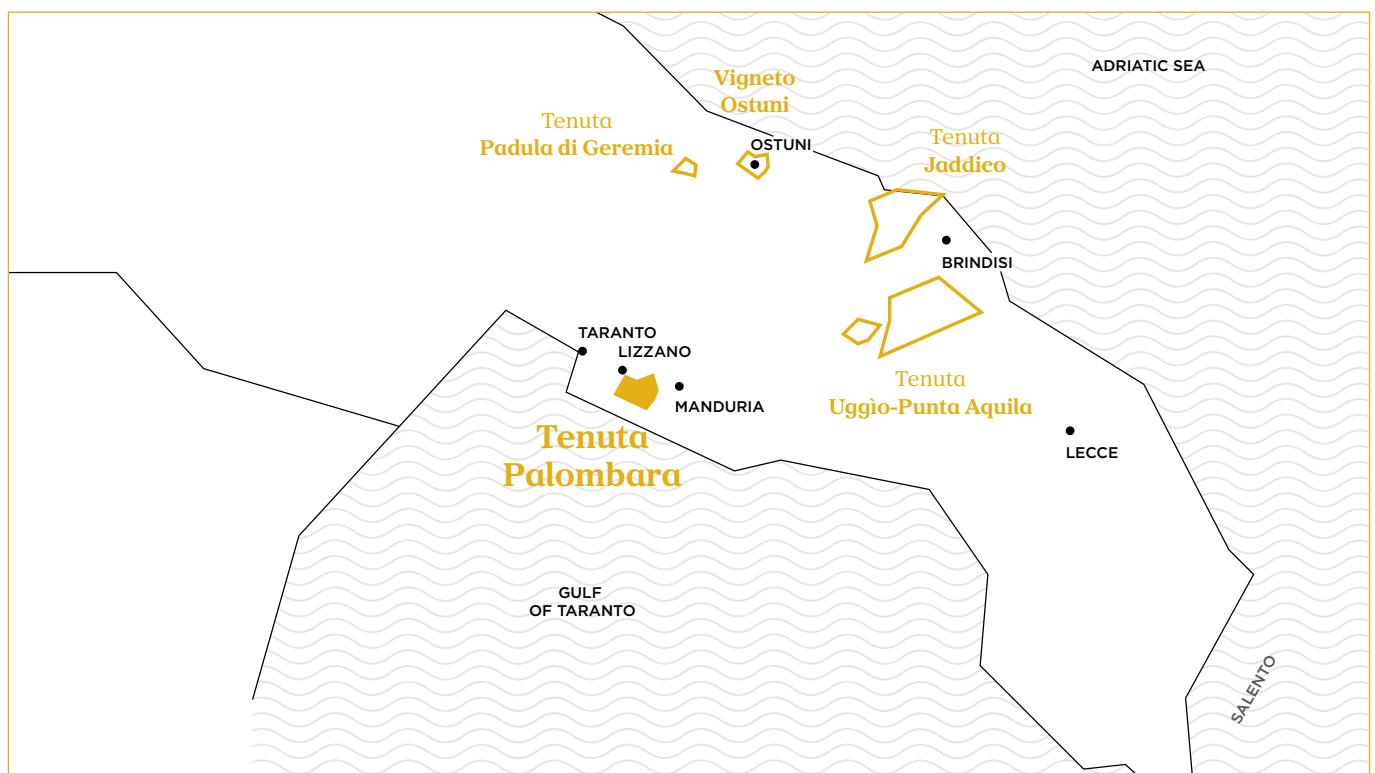 ADRIATIC SEA
Vigneto
Ostuni
Tenuta
Padula di Geremia
OSTUNI
Tenuta
Jaddico
BRINDISI
TARANTO
LIZZANO
MANDURIA
Tenuta
Uggìo-Punta Aquila
Tenuta
Palombara
LECCE
GULF
OF TARANTO
SALENTO